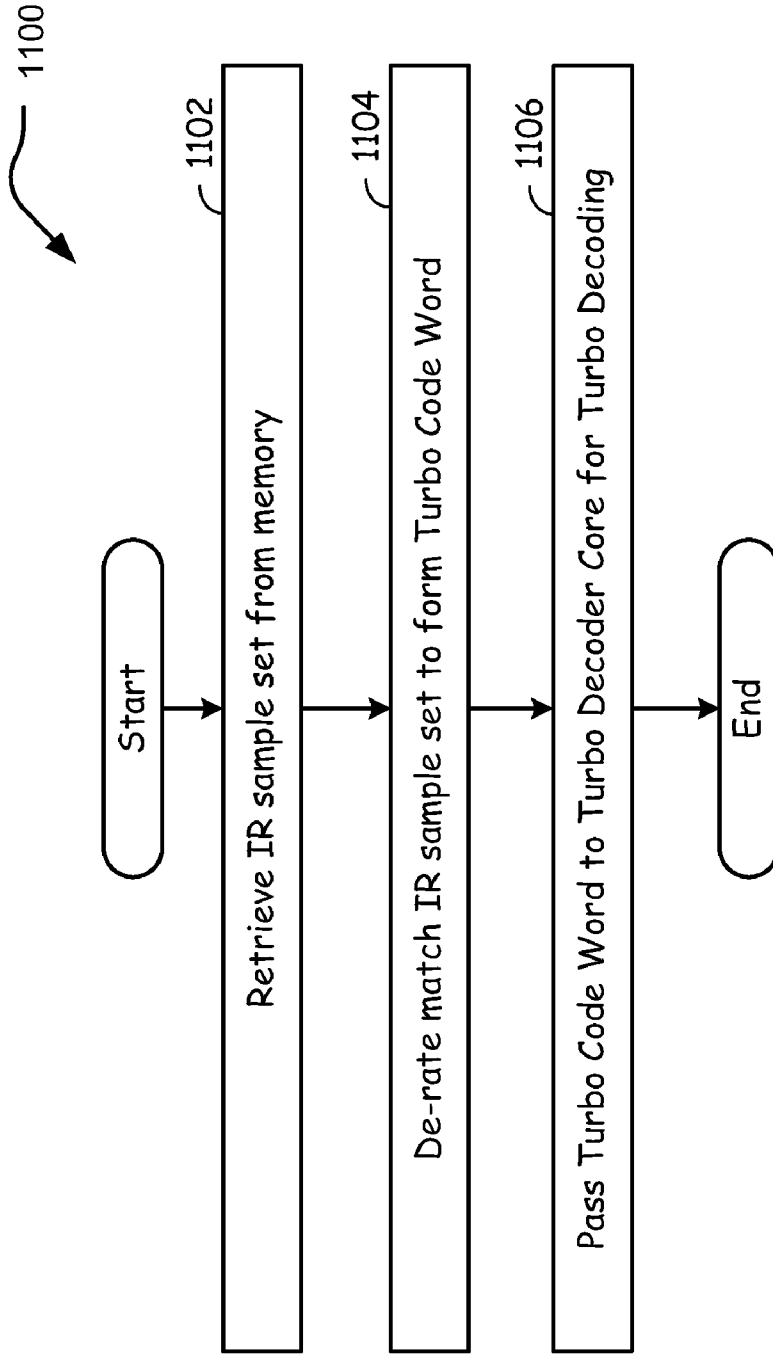 1100
Start
1102
Retrieve IR sample set from memory
1104
De-rate match IR sample set to form Turbo Code Word
1106
Pass Turbo Code Word to Turbo Decoder Core for Turbo Decoding
End